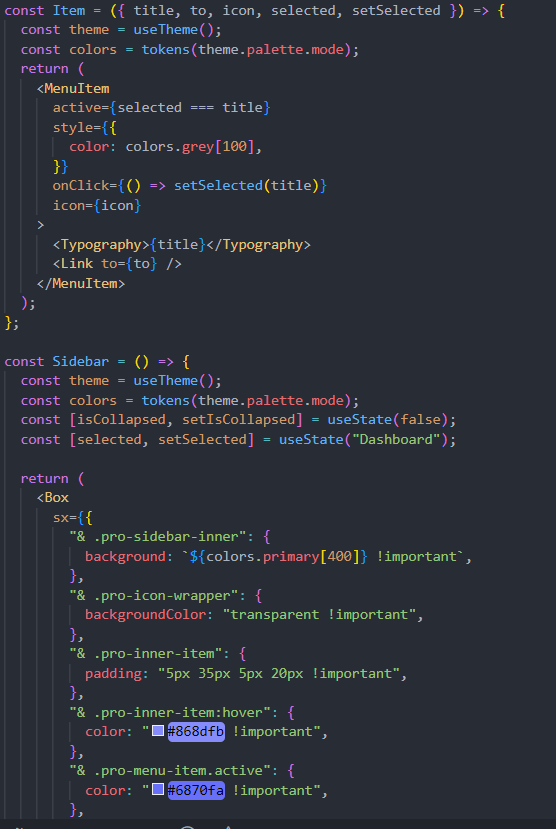 const Item = ({ title, to, icon, selected, setSelected }) => {
  const theme = useTheme();
  const colors = tokens(theme.palette.mode);
  return (
    <MenuItem
      active={selected === title}
      style={{
        color: colors.grey[100],
      }}
      onClick={() => setSelected(title)}
      icon={icon}
    >
      <Typography>{title}</Typography>
      <Link to={to} />
    </MenuItem>
  );
};

const Sidebar = () => {
  const theme = useTheme();
  const colors = tokens(theme.palette.mode);
  const [isCollapsed, setIsCollapsed] = useState(false);
  const [selected, setSelected] = useState("Dashboard");

  return (
    <Box
      sx={{
        "& .pro-sidebar-inner": {
          background: `${colors.primary[400]} !important`,
        },
        "& .pro-icon-wrapper": {
          backgroundColor: "transparent !important",
        },
        "& .pro-inner-item": {
          padding: "5px 35px 5px 20px !important",
        },
        "& .pro-inner-item:hover": {
          color: "#868dfb !important",
        },
        "& .pro-menu-item.active": {
          color: "#6870fa !important",
        },